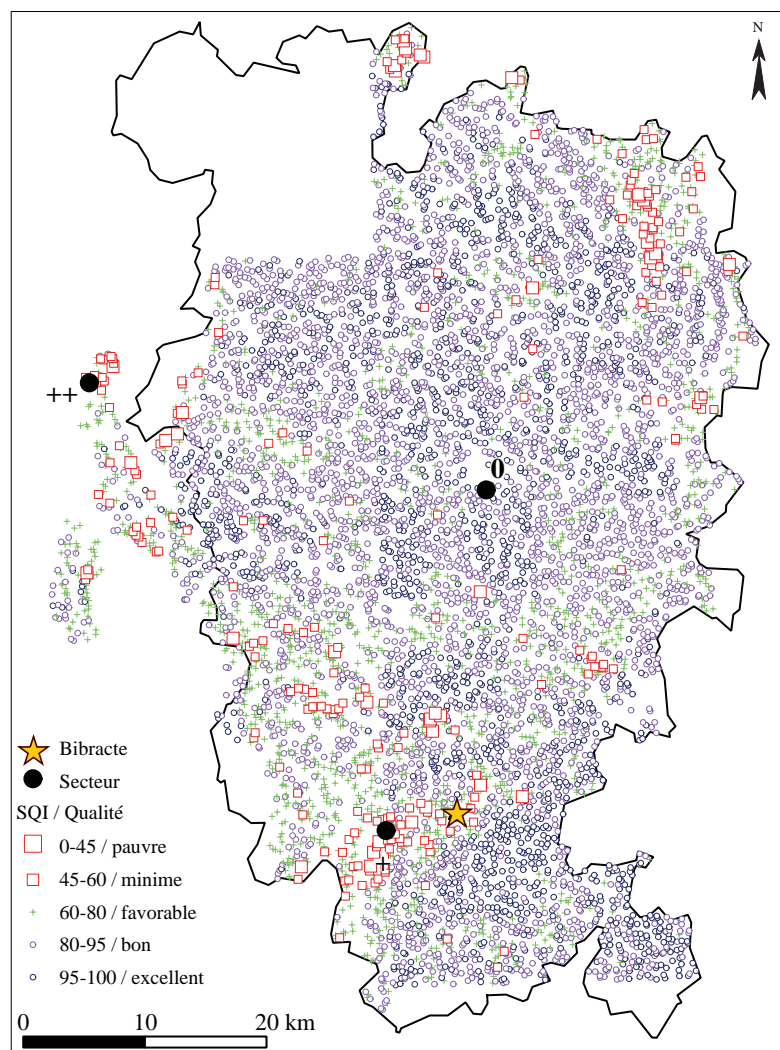 N
++
0
+
Bibracte
Secteur
SQI / Qualité
0-45 / pauvre
45-60 / minime
60-80 / favorable
80-95 / bon
95-100 / excellent
0 10 20 km